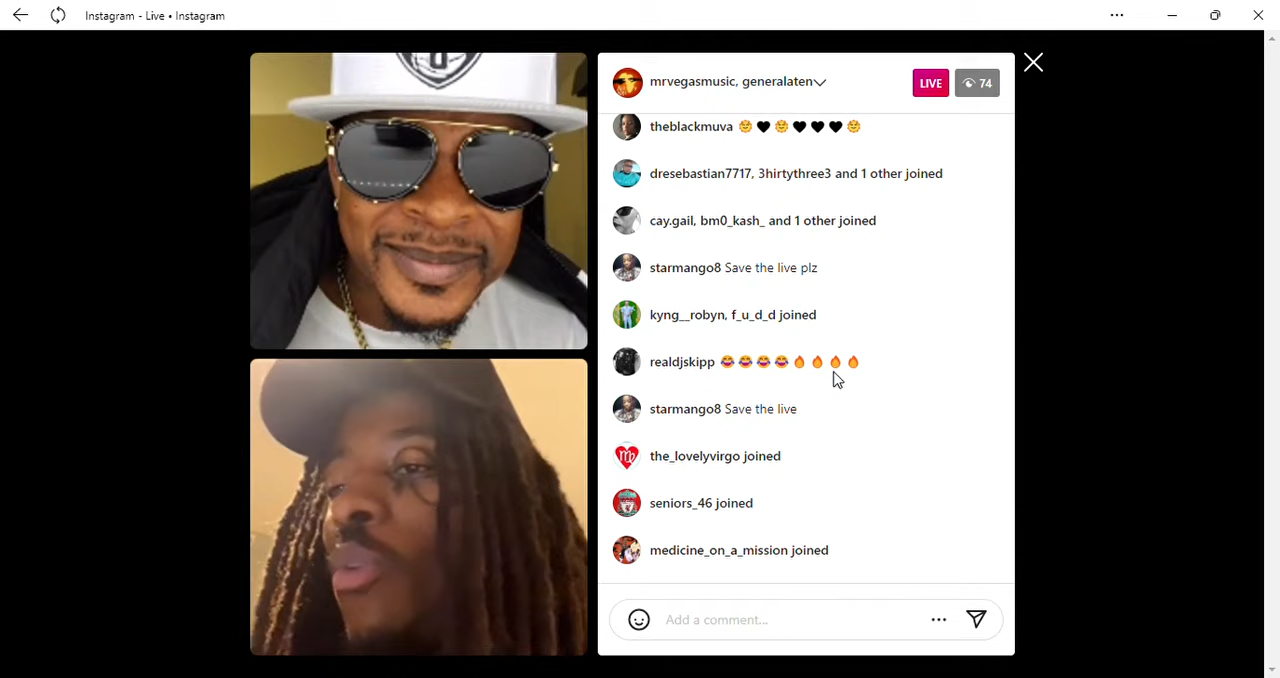 Instagram - Live • Instagram
mrvegasmusic, generalaten
LIVE
74
theblackmuva 😊🖤😊🖤🖤🖤😊
dresebastian7717, 3hirtythree3 and 1 other joined
cay.gail, bm0_kash_ and 1 other joined
starmango8 Save the live plz
kyng__robyn, f_u_d_d joined
realdjskipp 😂😂😂😂🔥🔥🔥🔥
starmango8 Save the live
the_lovelyvirgo joined
seniors_46 joined
medicine_on_a_mission joined
Add a comment...